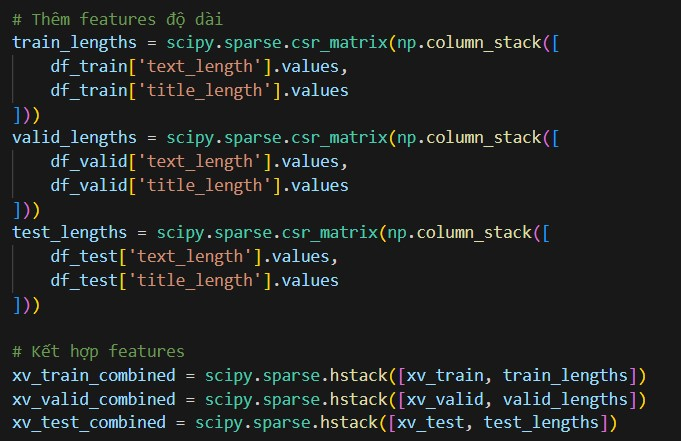 # Thêm features độ dài
train_lengths = scipy.sparse.csr_matrix(np.column_stack([
    df_train['text_length'].values,
    df_train['title_length'].values
]))
valid_lengths = scipy.sparse.csr_matrix(np.column_stack([
    df_valid['text_length'].values,
    df_valid['title_length'].values
]))
test_lengths = scipy.sparse.csr_matrix(np.column_stack([
    df_test['text_length'].values,
    df_test['title_length'].values
]))

# Kết hợp features
xv_train_combined = scipy.sparse.hstack([xv_train, train_lengths])
xv_valid_combined = scipy.sparse.hstack([xv_valid, valid_lengths])
xv_test_combined = scipy.sparse.hstack([xv_test, test_lengths])